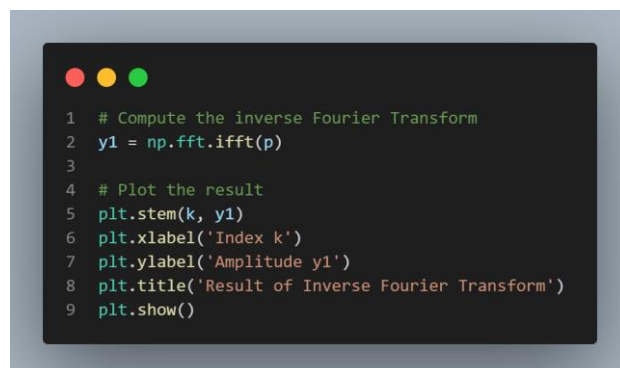 1 # Compute the inverse Fourier Transform
2 y1 = np.fft.ifft(p)
3
4 # Plot the result
5 plt.stem(k, y1)
6 plt.xlabel('Index k')
7 plt.ylabel('Amplitude y1')
8 plt.title('Result of Inverse Fourier Transform')
9 plt.show()